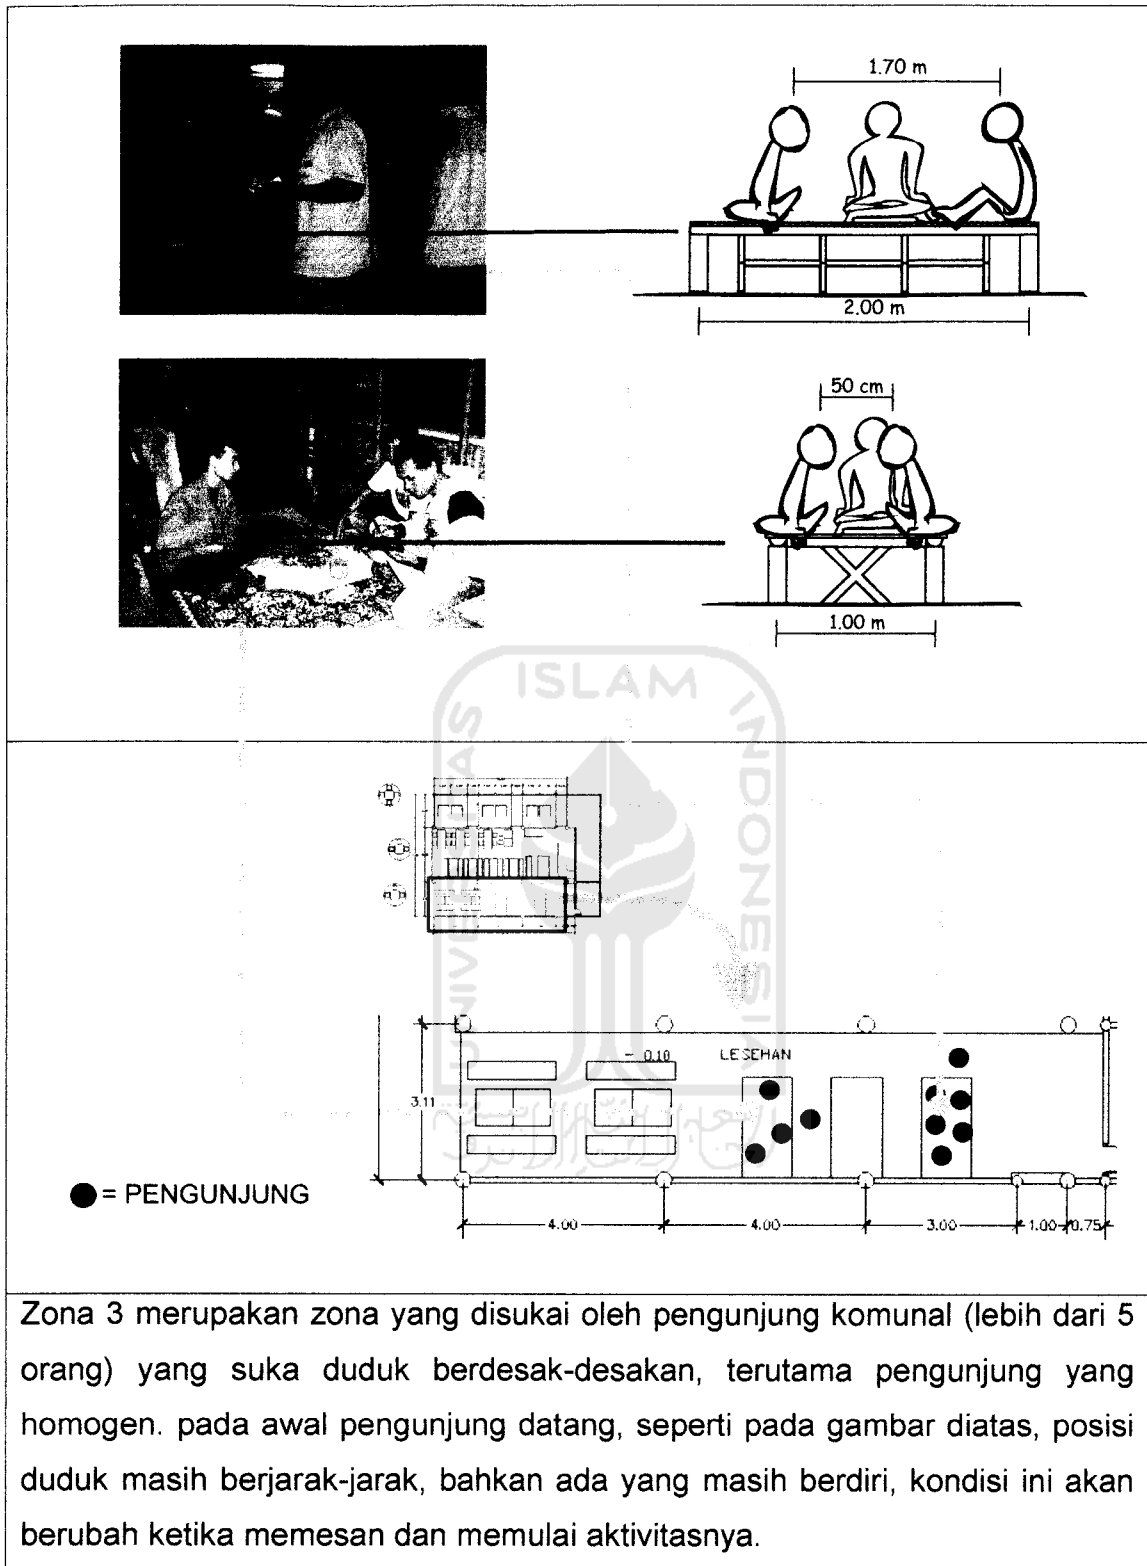 1.70 m
2.00 m
50 cm
1.00 m
UNIVERSITAS ISLAM INDONESIA
- 0.10 LESEHAN
3.11
= PENGUNJUNG
4.00 4.00 3.00 1.00 0.75
Zona 3 merupakan zona yang disukai oleh pengunjung komunal (lebih dari 5
orang) yang suka duduk berdesak-desakan, terutama pengunjung yang
homogen. pada awal pengunjung datang, seperti pada gambar diatas, posisi
duduk masih berjarak-jarak, bahkan ada yang masih berdiri, kondisi ini akan
berubah ketika memesan dan memulai aktivitasnya.